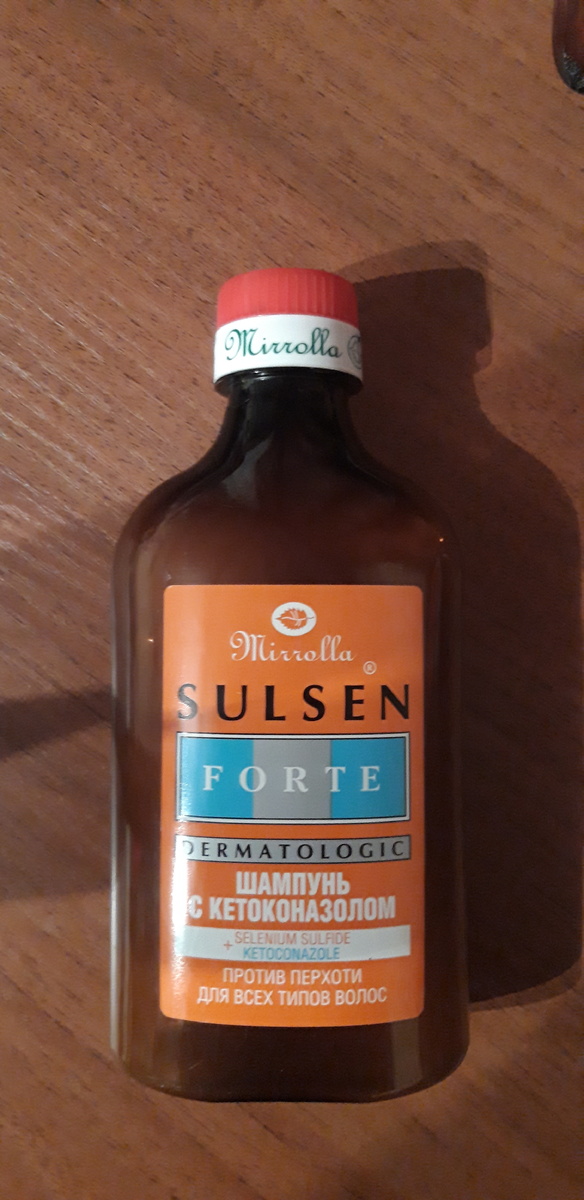 Mirrolla
Mirrolla
®
SULSEN
FORTE
DERMATOLOGIC
ШАМПУНЬ
С КЕТОКОНАЗОЛОМ
+ SELENIUM SULFIDE
KETOCONAZOLE
ПРОТИВ ПЕРХОТИ
ДЛЯ ВСЕХ ТИПОВ ВОЛОС